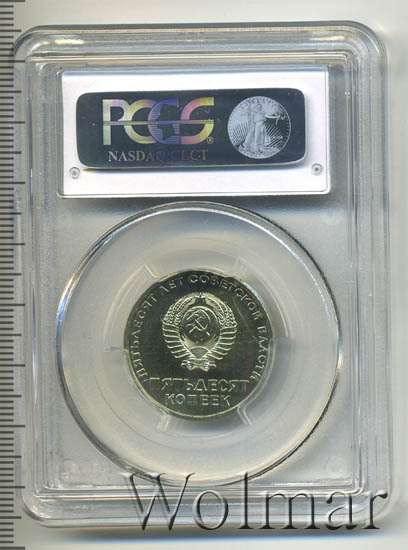 PCGS
NASDAQ:CLCT
ПЯТЬДЕСЯТ ЛЕТ СОВЕТСКОЙ ВЛАСТИ
ПЯТЬДЕСЯТ
КОПЕЕК
Wolmar